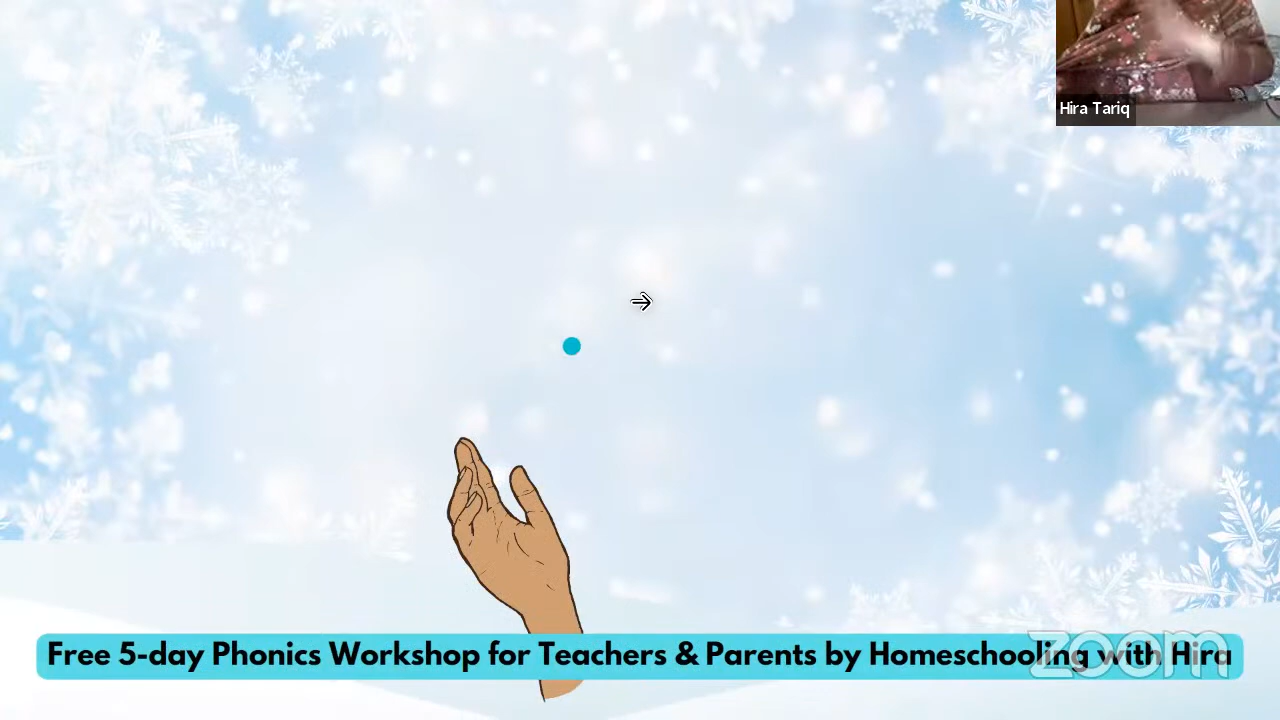 Hira Tariq
Free 5-day Phonics Workshop for Teachers & Parents by Homeschooling with Hira
zoom